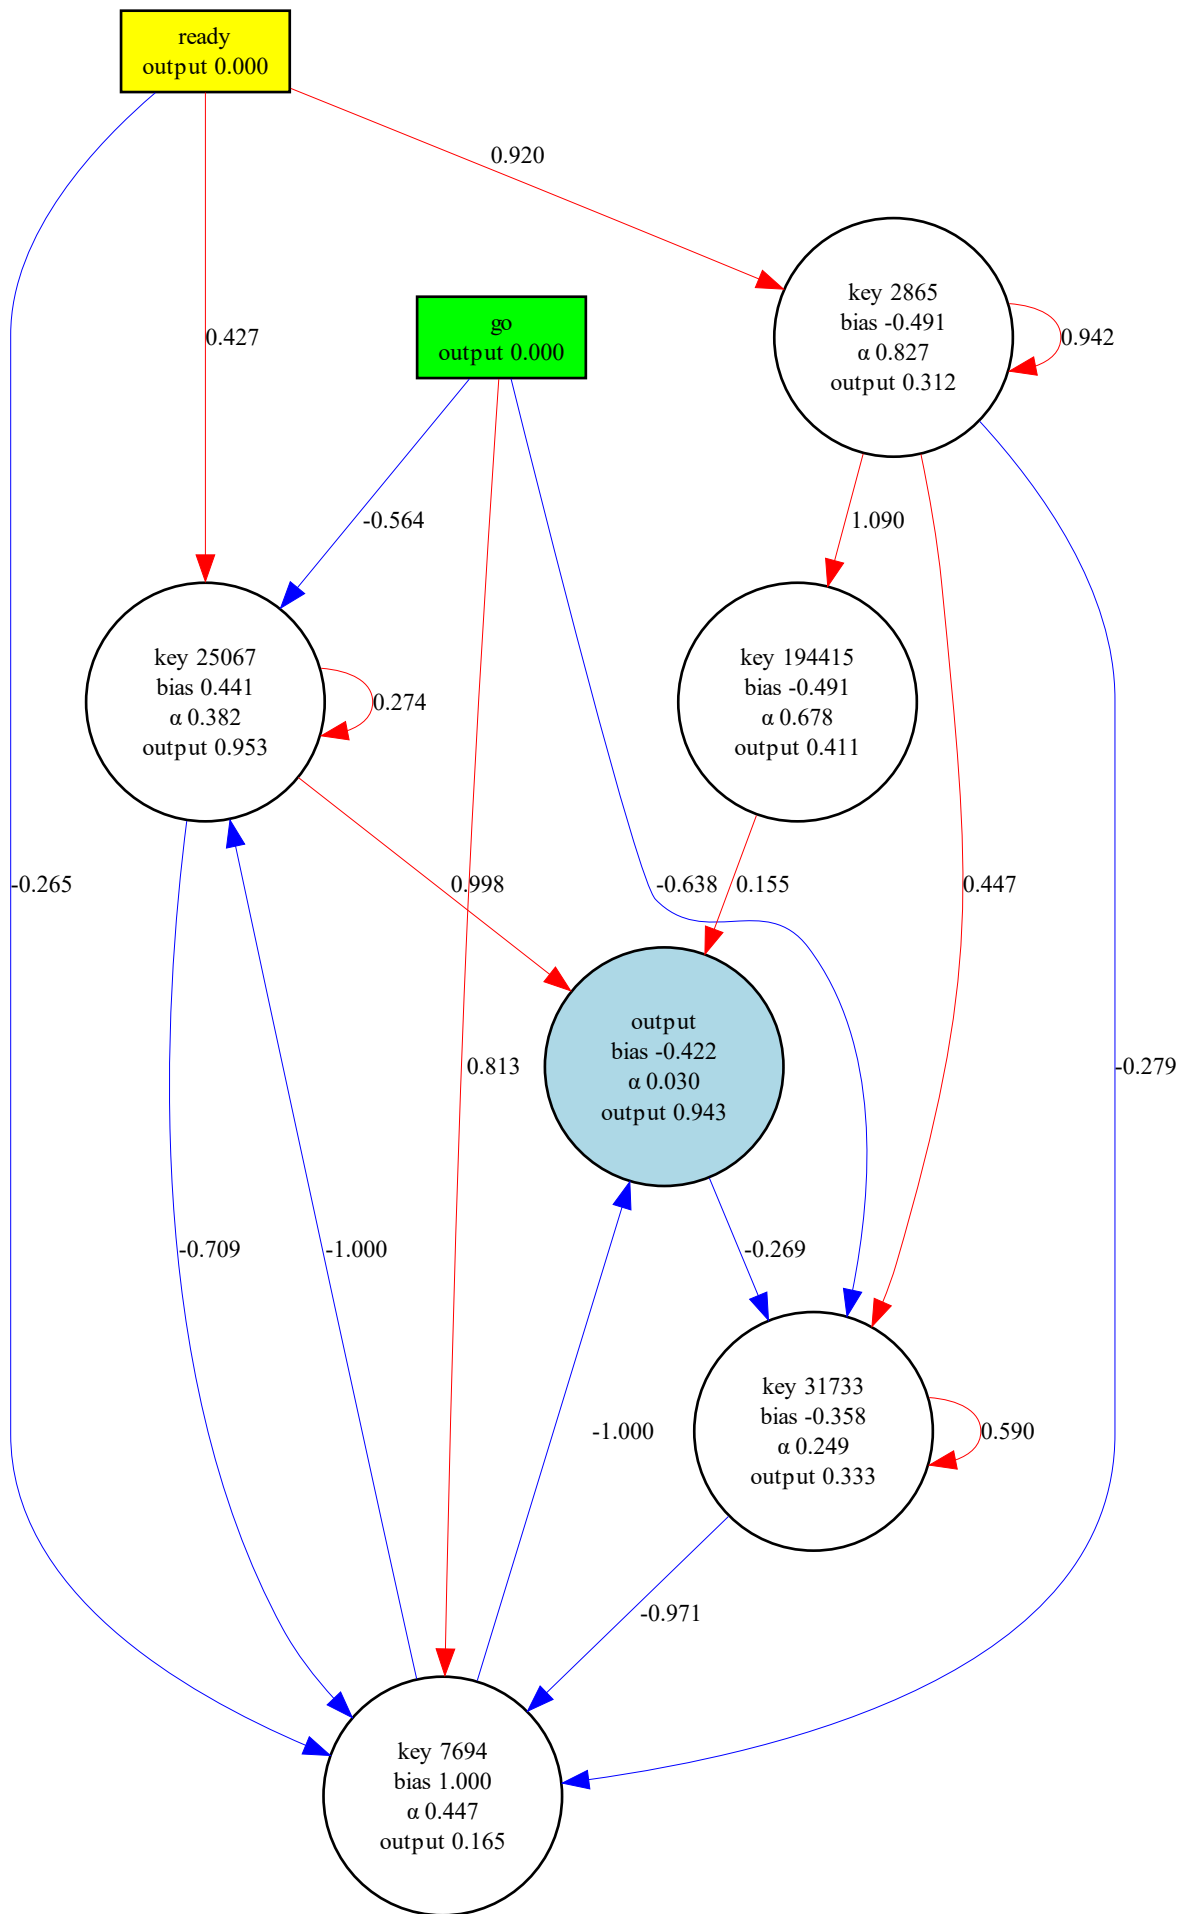 ready
output 0.000
0.920
key 2865
bias -0.491
α 0.827
output 0.312
0.942
go
output 0.000
0.427
-0.564
1.090
key 25067
bias 0.441
α 0.382
output 0.953
0.274
key 194415
bias -0.491
α 0.678
output 0.411
-0.265
0.998
-0.638
0.155
0.447
output
bias -0.422
α 0.030
output 0.943
0.813
-0.279
-0.709
-1.000
-0.269
key 31733
bias -0.358
α 0.249
output 0.333
-1.000
0.590
-0.971
key 7694
bias 1.000
α 0.447
output 0.165